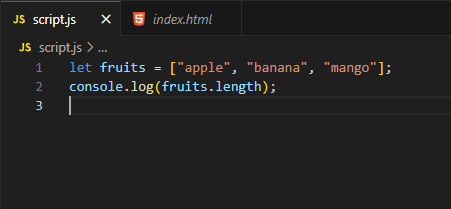 JS script.js × index.html
JS script.js > ...
1 let fruits = ["apple", "banana", "mango"];
2 console.log(fruits.length);
3